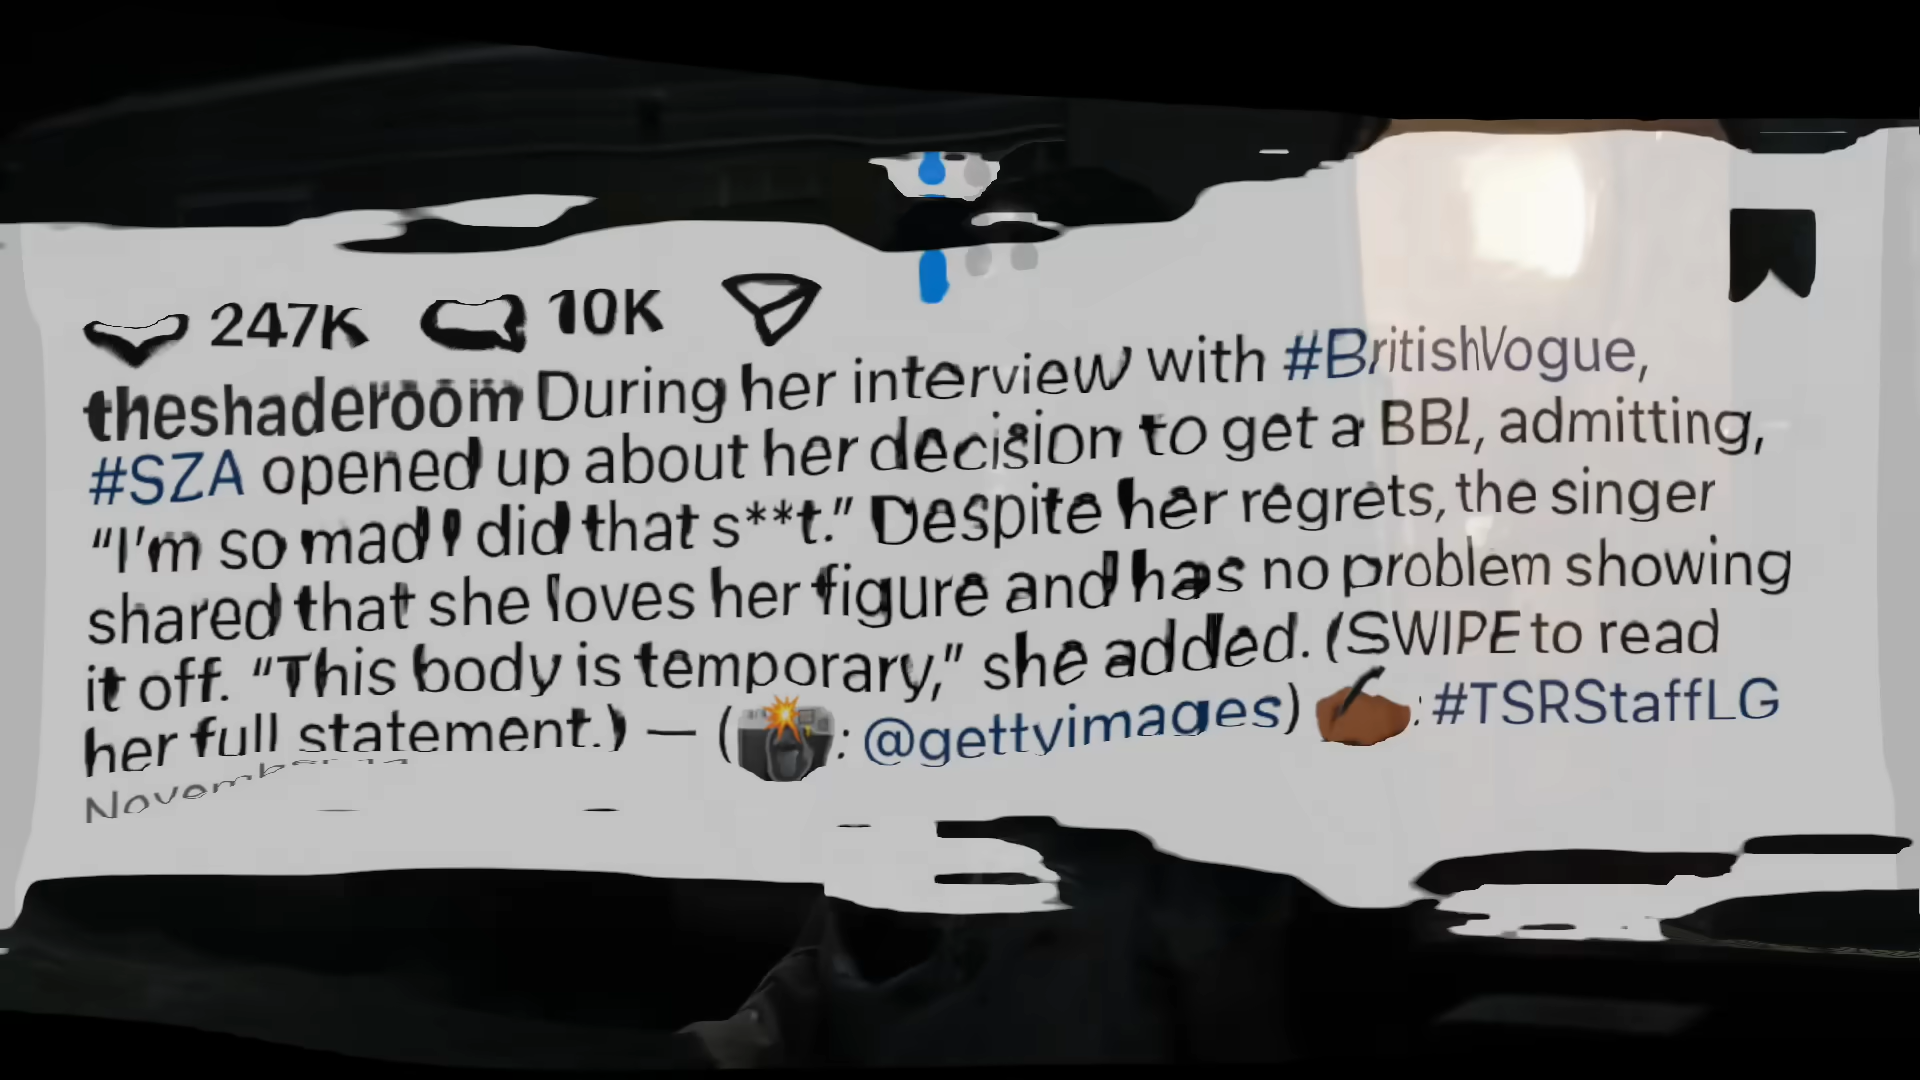 247K 10K
theshaderoom During her interview with #BritishVogue,
#SZA opened up about her decision to get a BBL, admitting,
“I'm so mad I did that s**t.” Despite her regrets, the singer
shared that she loves her figure and has no problem showing
it off. “This body is temporary,” she added. (SWIPE to read
her full statement.) — (📸: @gettyimages) ✍🏾: #TSRStaffLG
November